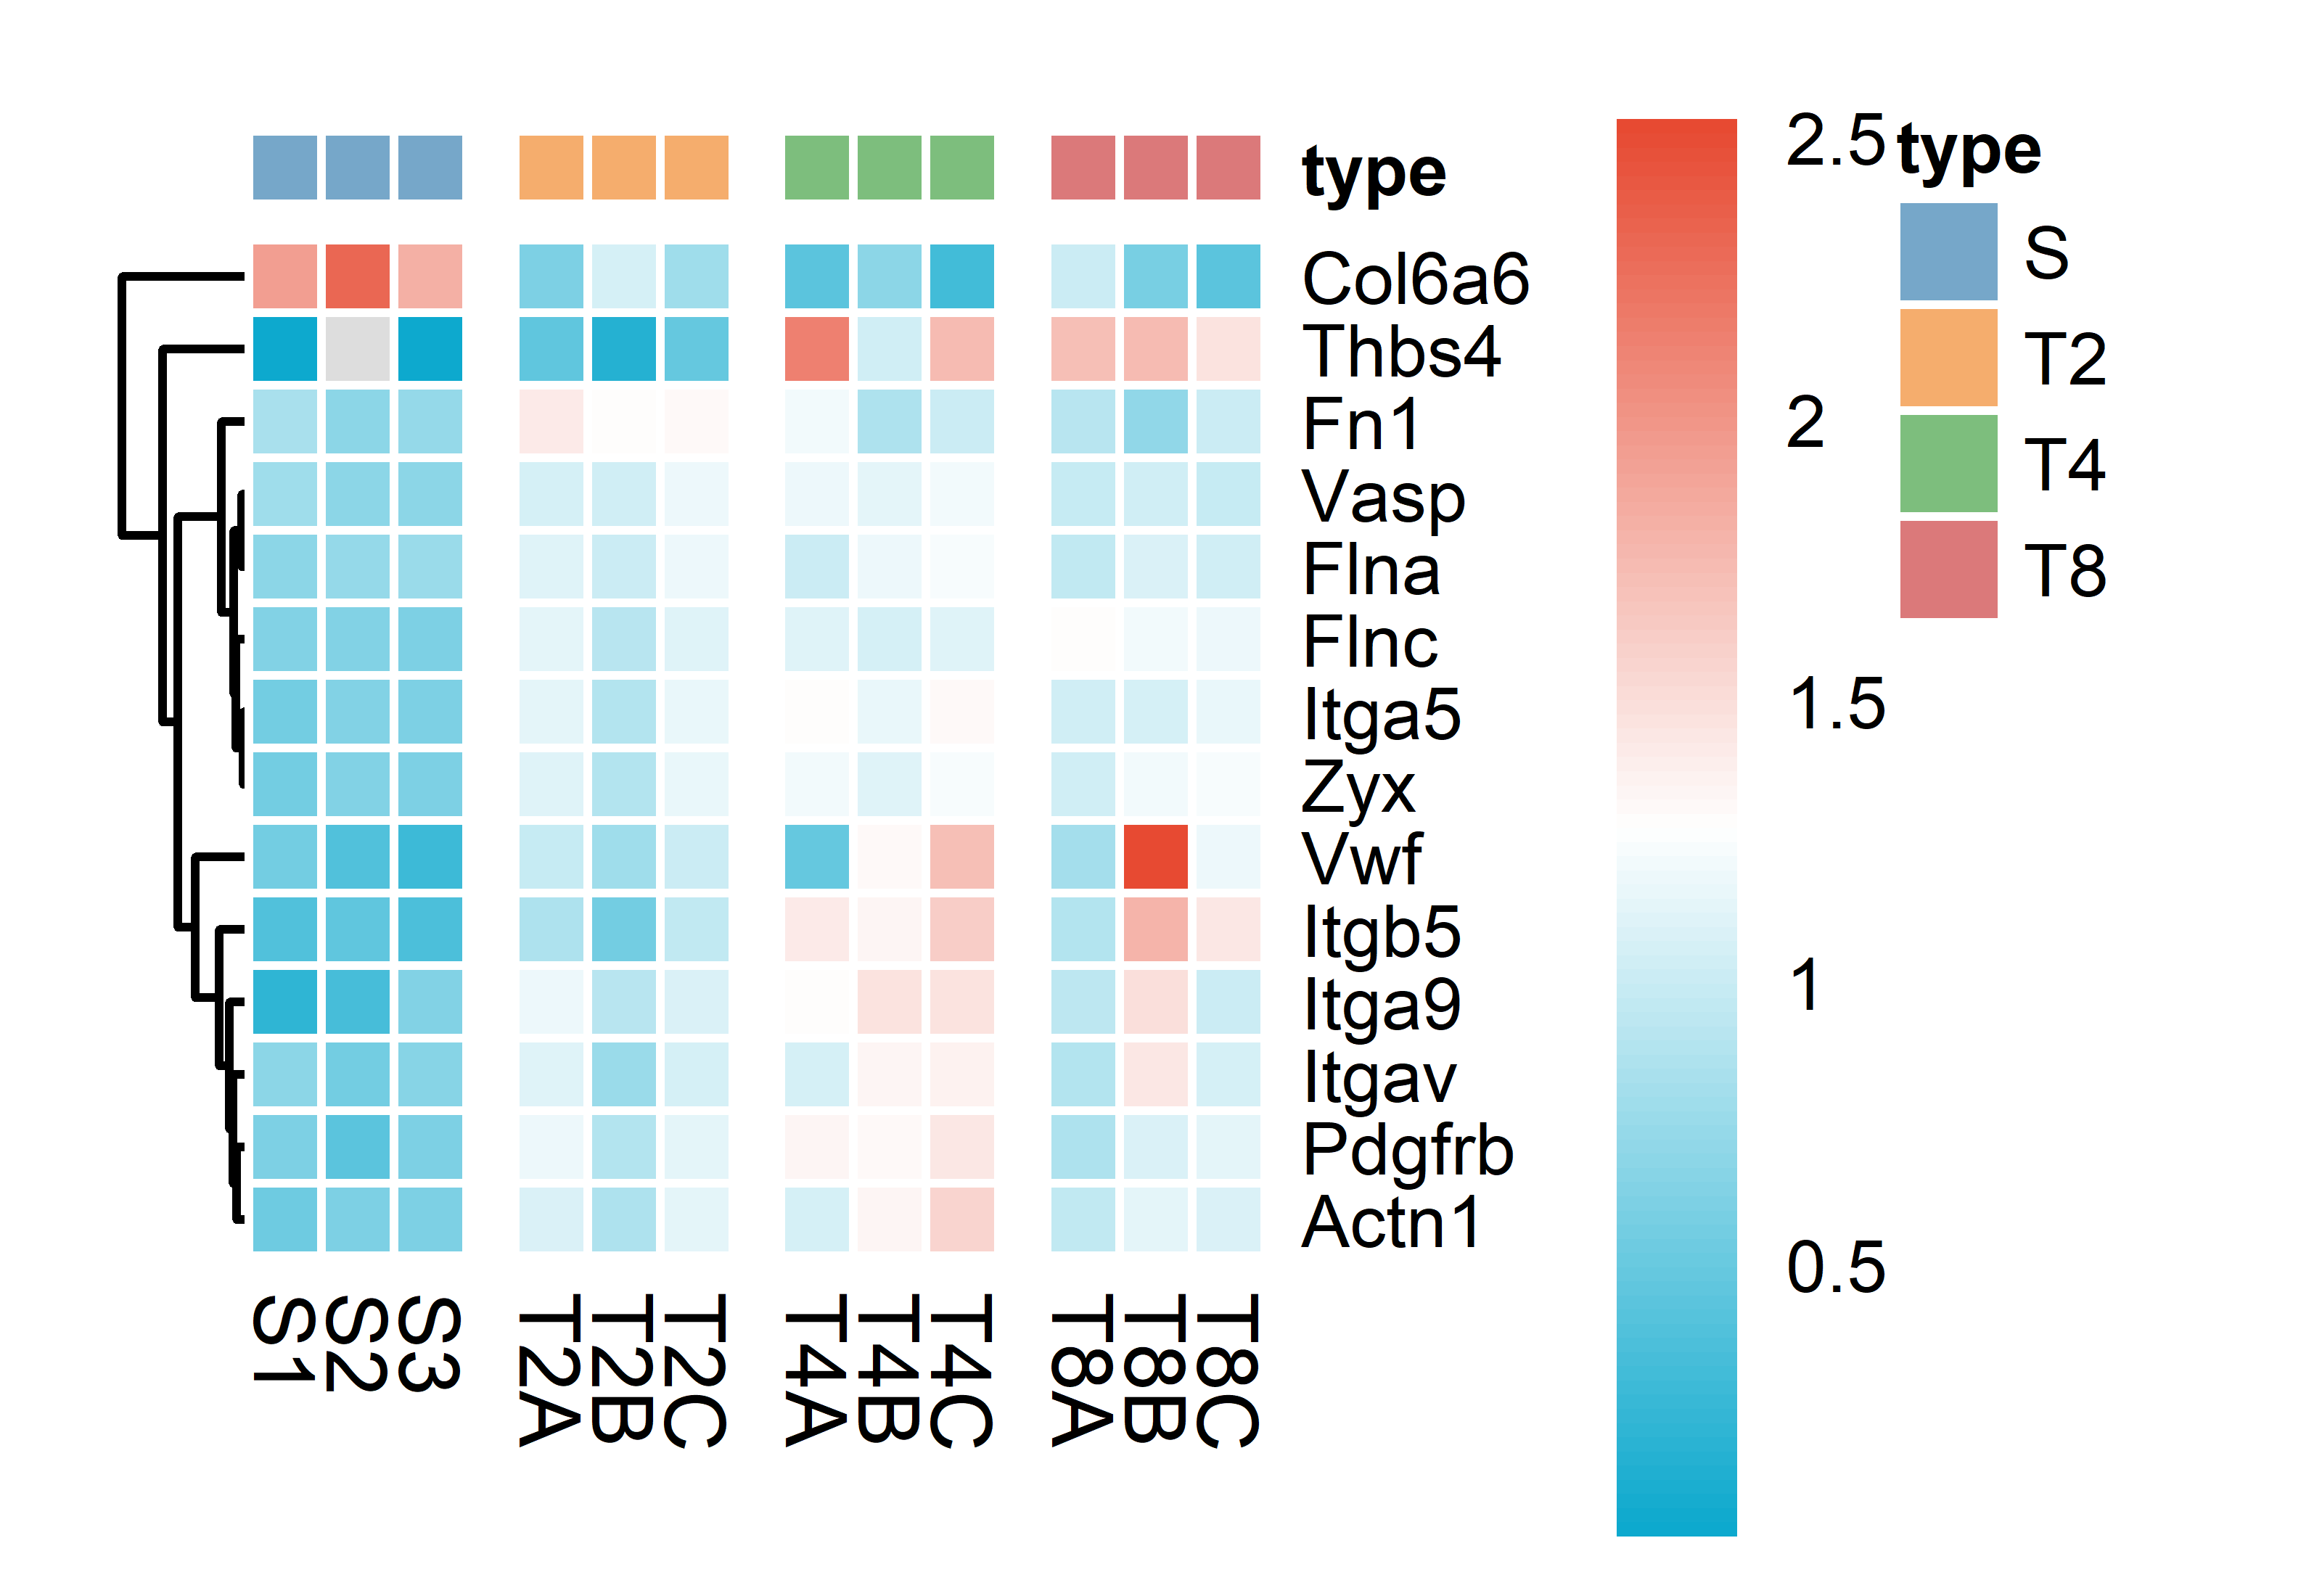 type
Col6a6
Thbs4
Fn1
Vasp
Flna
Flnc
Itga5
Zyx
Vwf
Itgb5
Itga9
Itgav
Pdgfrb
Actn1
S1
S2
S3
T2A
T2B
T2C
T4A
T4B
T4C
T8A
T8B
T8C
2.5
2
1.5
1
0.5
type
S
T2
T4
T8